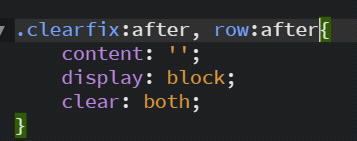 .clearfix:after, row:after{
    content: '';
    display: block;
    clear: both;
}